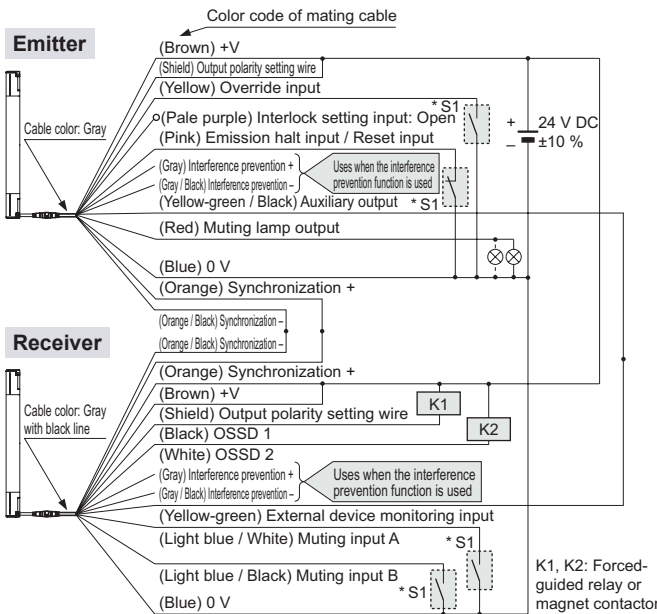 Color code of mating cable
Emitter
(Brown) +V
(Shield) Output polarity setting wire
(Yellow) Override input
* S1
(Pale purple) Interlock setting input: Open
Cable color: Gray
(Pink) Emission halt input / Reset input
+
–
24 V DC
±10 %
(Gray) Interference prevention +
(Gray / Black) Interference prevention –
Uses when the interference
prevention function is used
(Yellow-green / Black) Auxiliary output
* S1
(Red) Muting lamp output
(Blue) 0 V
(Orange) Synchronization +
(Orange / Black) Synchronization –
Receiver
(Orange / Black) Synchronization –
(Orange) Synchronization +
(Brown) +V
Cable color: Gray
with black line
(Shield) Output polarity setting wire
K1
(Black) OSSD 1
K2
(White) OSSD 2
(Gray) Interference prevention +
(Gray / Black) Interference prevention –
Uses when the interference
prevention function is used
(Yellow-green) External device monitoring input
(Light blue / White) Muting input A
* S1
(Light blue / Black) Muting input B
* S1
(Blue) 0 V
K1, K2: Forced-
guided relay or
magnet contactor